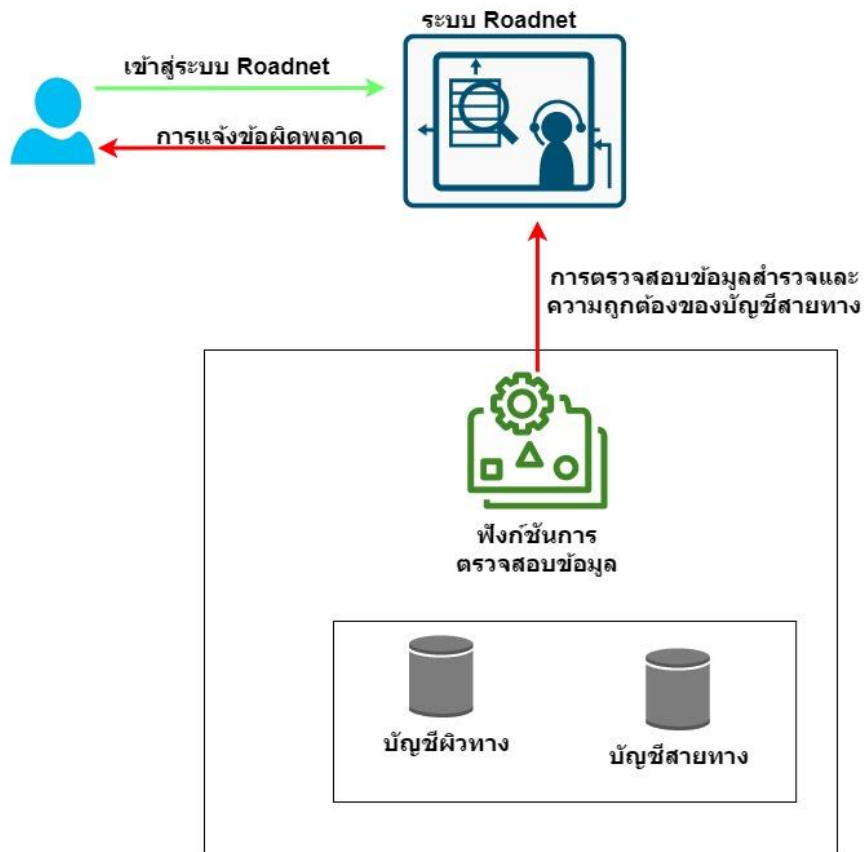 ระบบ Roadnet
เข้าสู่ระบบ Roadnet
การแจ้งข้อผิดพลาด
การตรวจสอบข้อมูลสำรวจและ
ความถูกต้องของบัญชีสายทาง
ฟังก์ชันการ
ตรวจสอบข้อมูล
บัญชีผิวทาง
บัญชีสายทาง